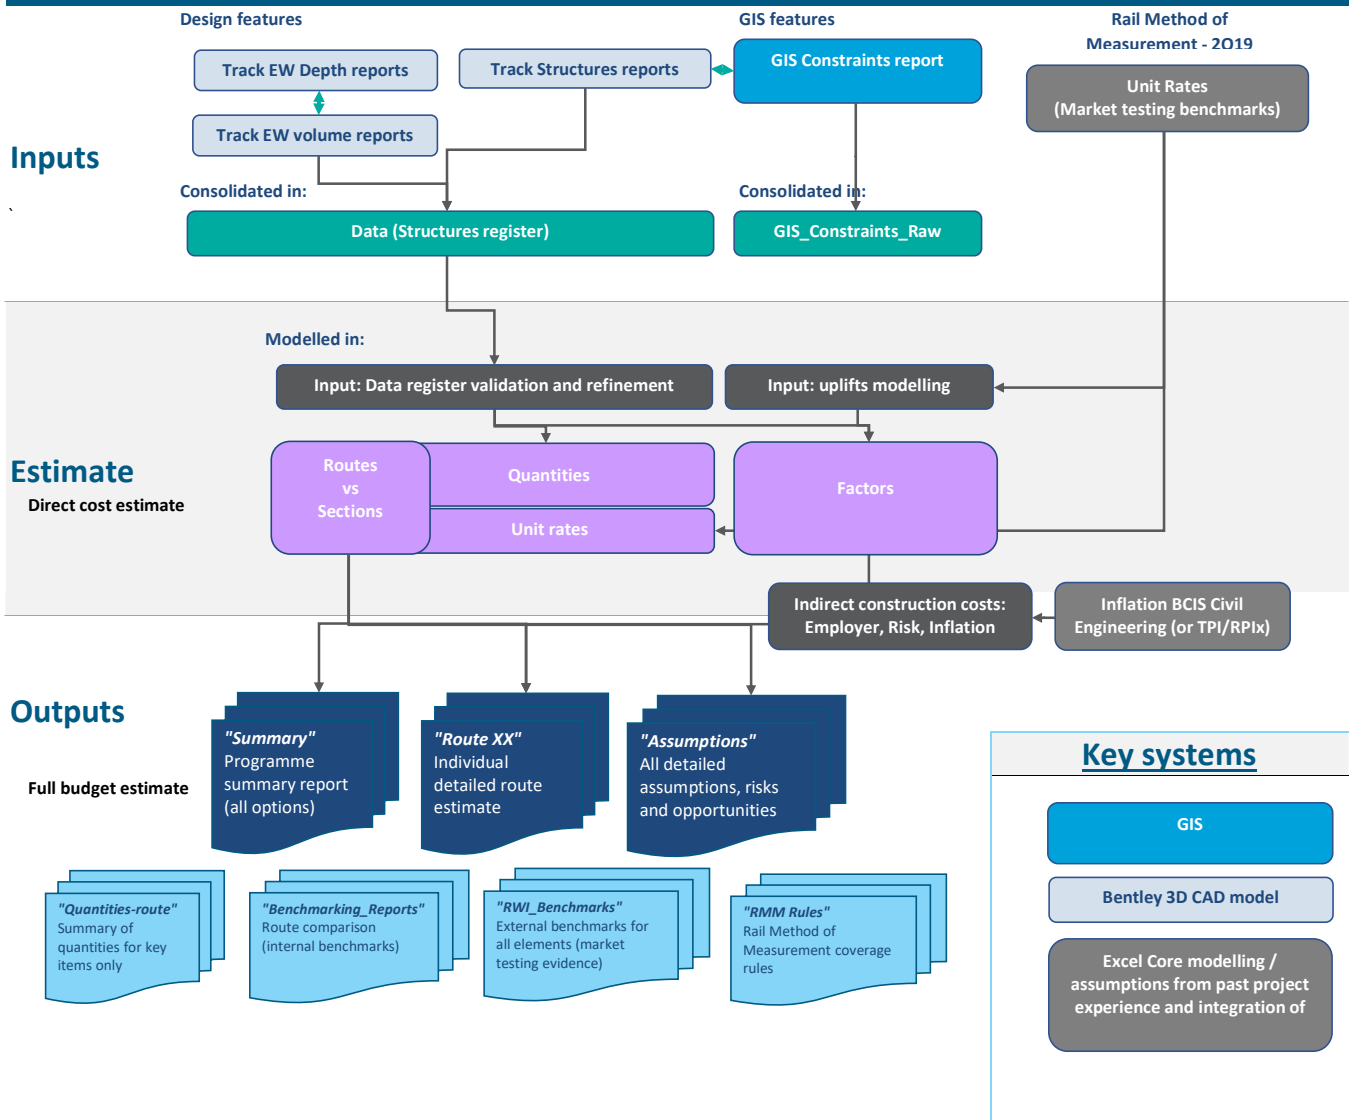 Design features
GIS features
Rail Method of
Measurement - 2019
Track EW Depth reports
Track Structures reports
GIS Constraints report
Unit Rates
(Market testing benchmarks)
Track EW volume reports
Inputs
Consolidated in:
Consolidated in:
`
Data (Structures register)
GIS_Constraints_Raw
Modelled in:
Input: Data register validation and refinement
Input: uplifts modelling
Estimate
Direct cost estimate
Routes
vs
Sections
Quantities
Unit rates
Factors
Indirect construction costs:
Employer, Risk, Inflation
Inflation BCIS Civil
Engineering (or TPI/RPIx)
Outputs
Full budget estimate
"Summary"
Programme
summary report
(all options)
"Route XX"
Individual
detailed route
estimate
"Assumptions"
All detailed
assumptions, risks
and opportunities
"Quantities-route"
Summary of
quantities for key
items only
"Benchmarking_Reports"
Route comparison
(internal benchmarks)
"RWI_Benchmarks"
External benchmarks for
all elements (market
testing evidence)
"RMM Rules"
Rail Method of
Measurement coverage
rules
Key systems
GIS
Bentley 3D CAD model
Excel Core modelling /
assumptions from past project
experience and integration of